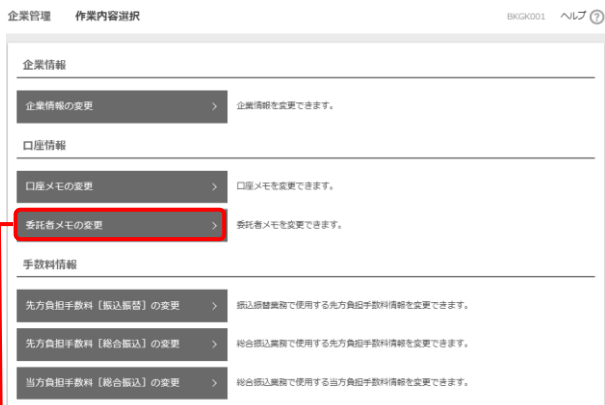 企業管理 作業内容選択 BKGK001 ヘルプ ?
企業情報
企業情報の変更 > 企業情報を変更できます。
口座情報
口座メモの変更 > 口座メモを変更できます。
委託者メモの変更 > 委託者メモを変更できます。
手数料情報
先方負担手数料［振込振替］の変更 > 振込振替業務で使用する先方負担手数料情報を変更できます。
先方負担手数料［総合振込］の変更 > 総合振込業務で使用する先方負担手数料情報を変更できます。
当方負担手数料［総合振込］の変更 > 総合振込業務で使用する当方負担手数料情報を変更できます。